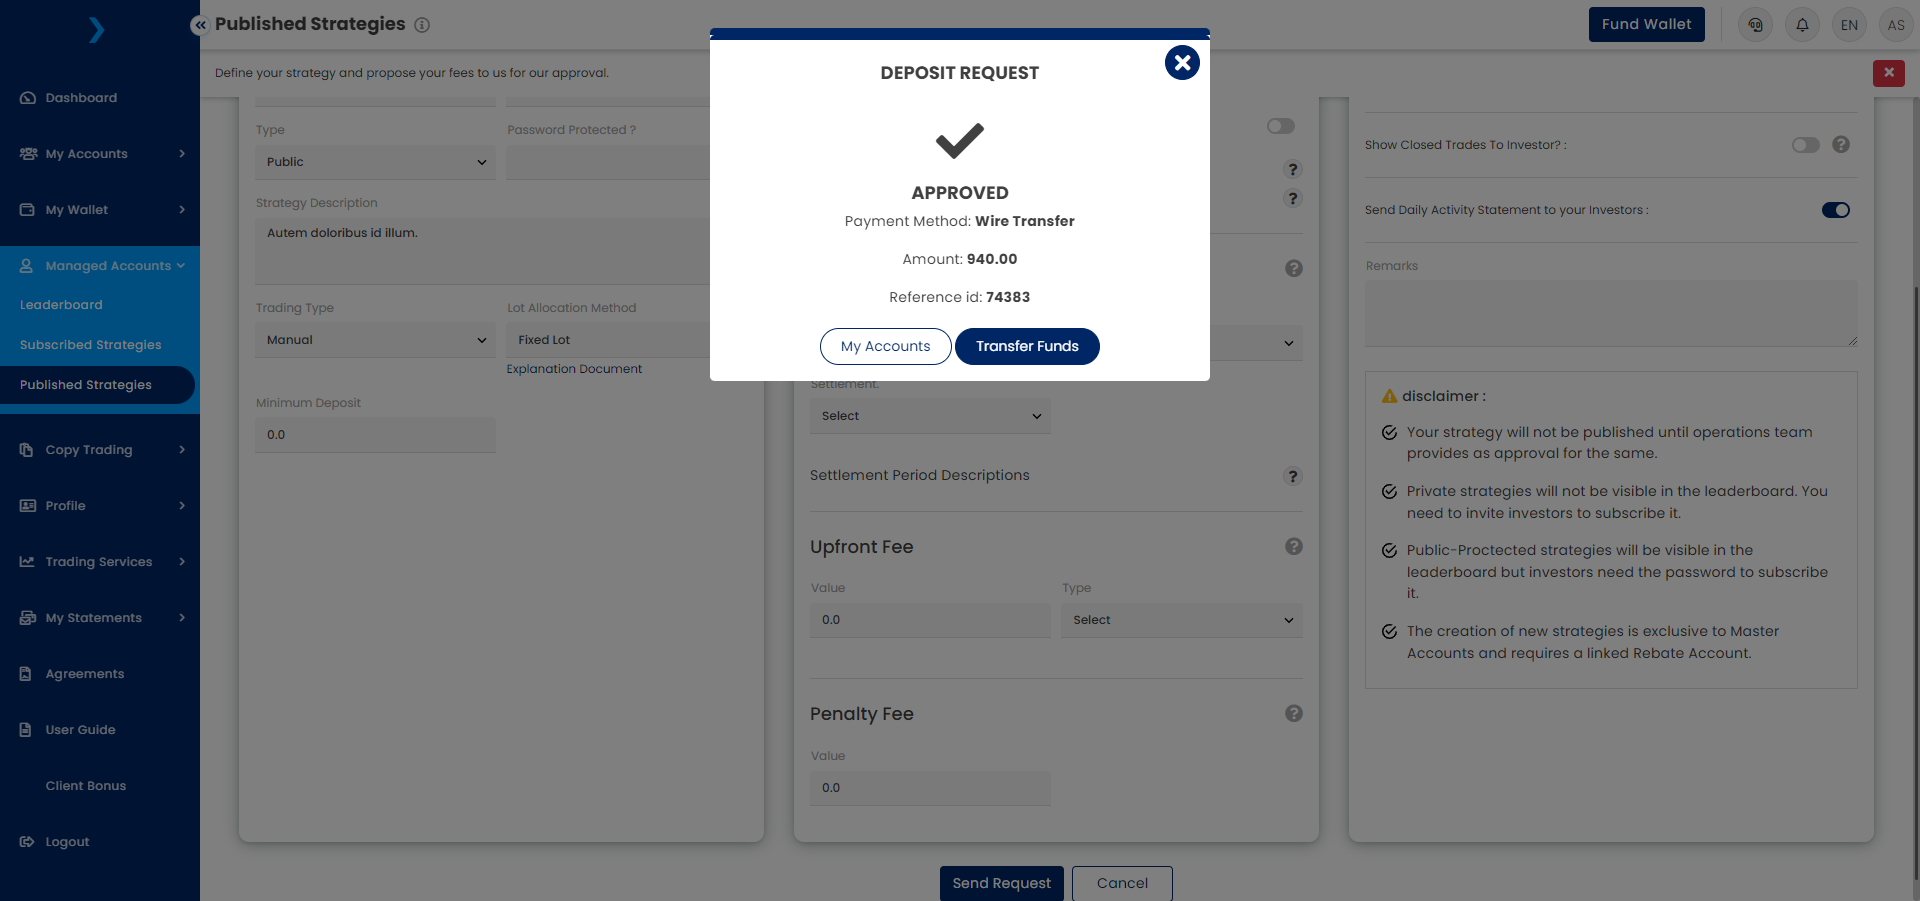 Published Strategies
Fund Wallet
EN
AS
Define your strategy and propose your fees to us for our approval.
Dashboard
My Accounts
My Wallet
Managed Accounts
Leaderboard
Subscribed Strategies
Published Strategies
Copy Trading
Profile
Trading Services
My Statements
Agreements
User Guide
Client Bonus
Logout
Type
Password Protected ?
Public
Strategy Description
Autem doloribus id illum.
Trading Type
Lot Allocation Method
Manual
Fixed Lot
Explanation Document
Minimum Deposit
0.0
DEPOSIT REQUEST
APPROVED
Payment Method: Wire Transfer
Amount: 940.00
Reference id: 74383
My Accounts
Transfer Funds
Settlement.
Select
Settlement Period Descriptions
Upfront Fee
Value
Type
0.0
Select
Penalty Fee
Value
0.0
Show Closed Trades To Investor? :
Send Daily Activity Statement to your Investors :
Remarks
disclaimer :
Your strategy will not be published until operations team
provides as approval for the same.
Private strategies will not be visible in the leaderboard. You
need to invite investors to subscribe it.
Public-Proctected strategies will be visible in the
leaderboard but investors need the password to subscribe
it.
The creation of new strategies is exclusive to Master
Accounts and requires a linked Rebate Account.
Send Request
Cancel